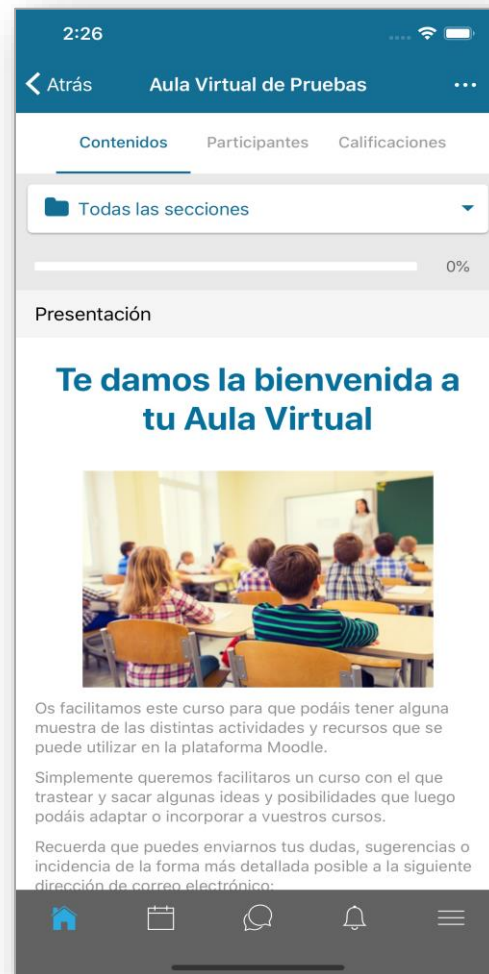 2:26
Atrás
Aula Virtual de Pruebas
Contenidos
Participantes
Calificaciones
Todas las secciones
0%
Presentación
Te damos la bienvenida a
tu Aula Virtual
Os facilitamos este curso para que podáis tener alguna
muestra de las distintas actividades y recursos que se
puede utilizar en la plataforma Moodle.
Simplemente queremos facilitaros un curso con el que
trastear y sacar algunas ideas y posibilidades que luego
podáis adaptar o incorporar a vuestros cursos.
Recuerda que puedes enviarnos tus dudas, sugerencias o
incidencia de la forma más detallada posible a la siguiente
dirección de correo electrónico: